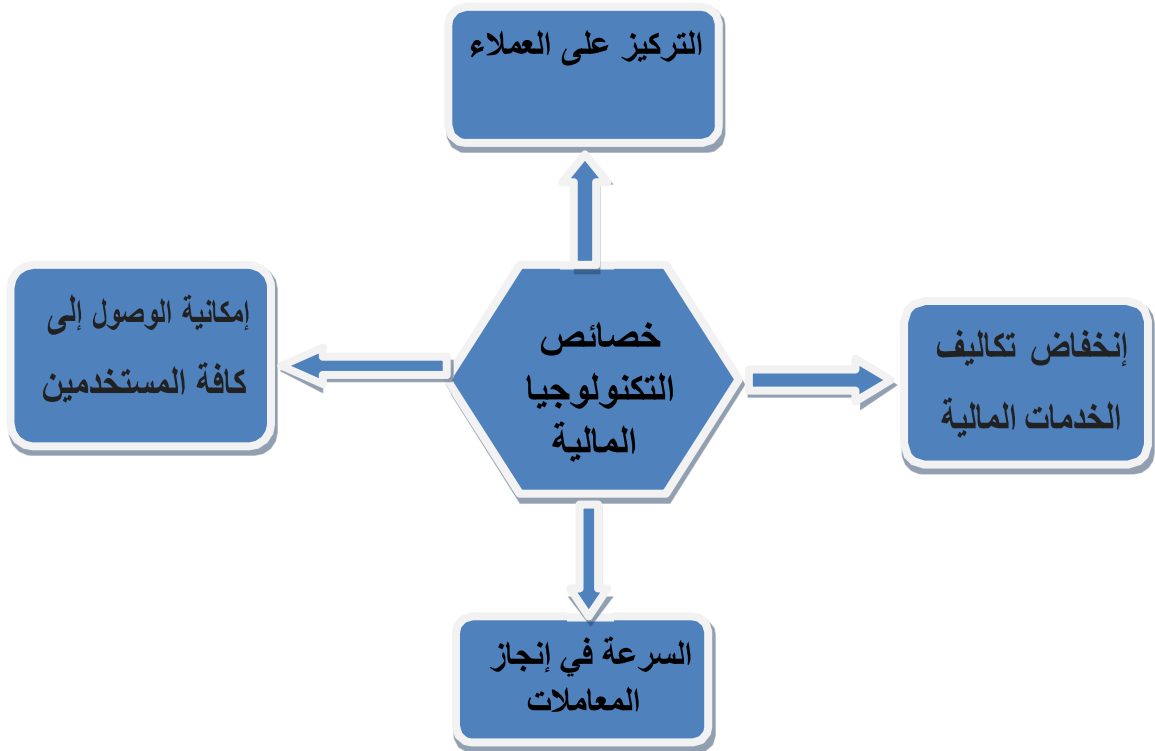 التركيز على العملاء
إنخفاض تكاليف
الخدمات المالية
خصائص
التكنولوجيا
المالية
إمكانية الوصول إلى
كافة المستخدمين
السرعة في إنجاز
المعاملات